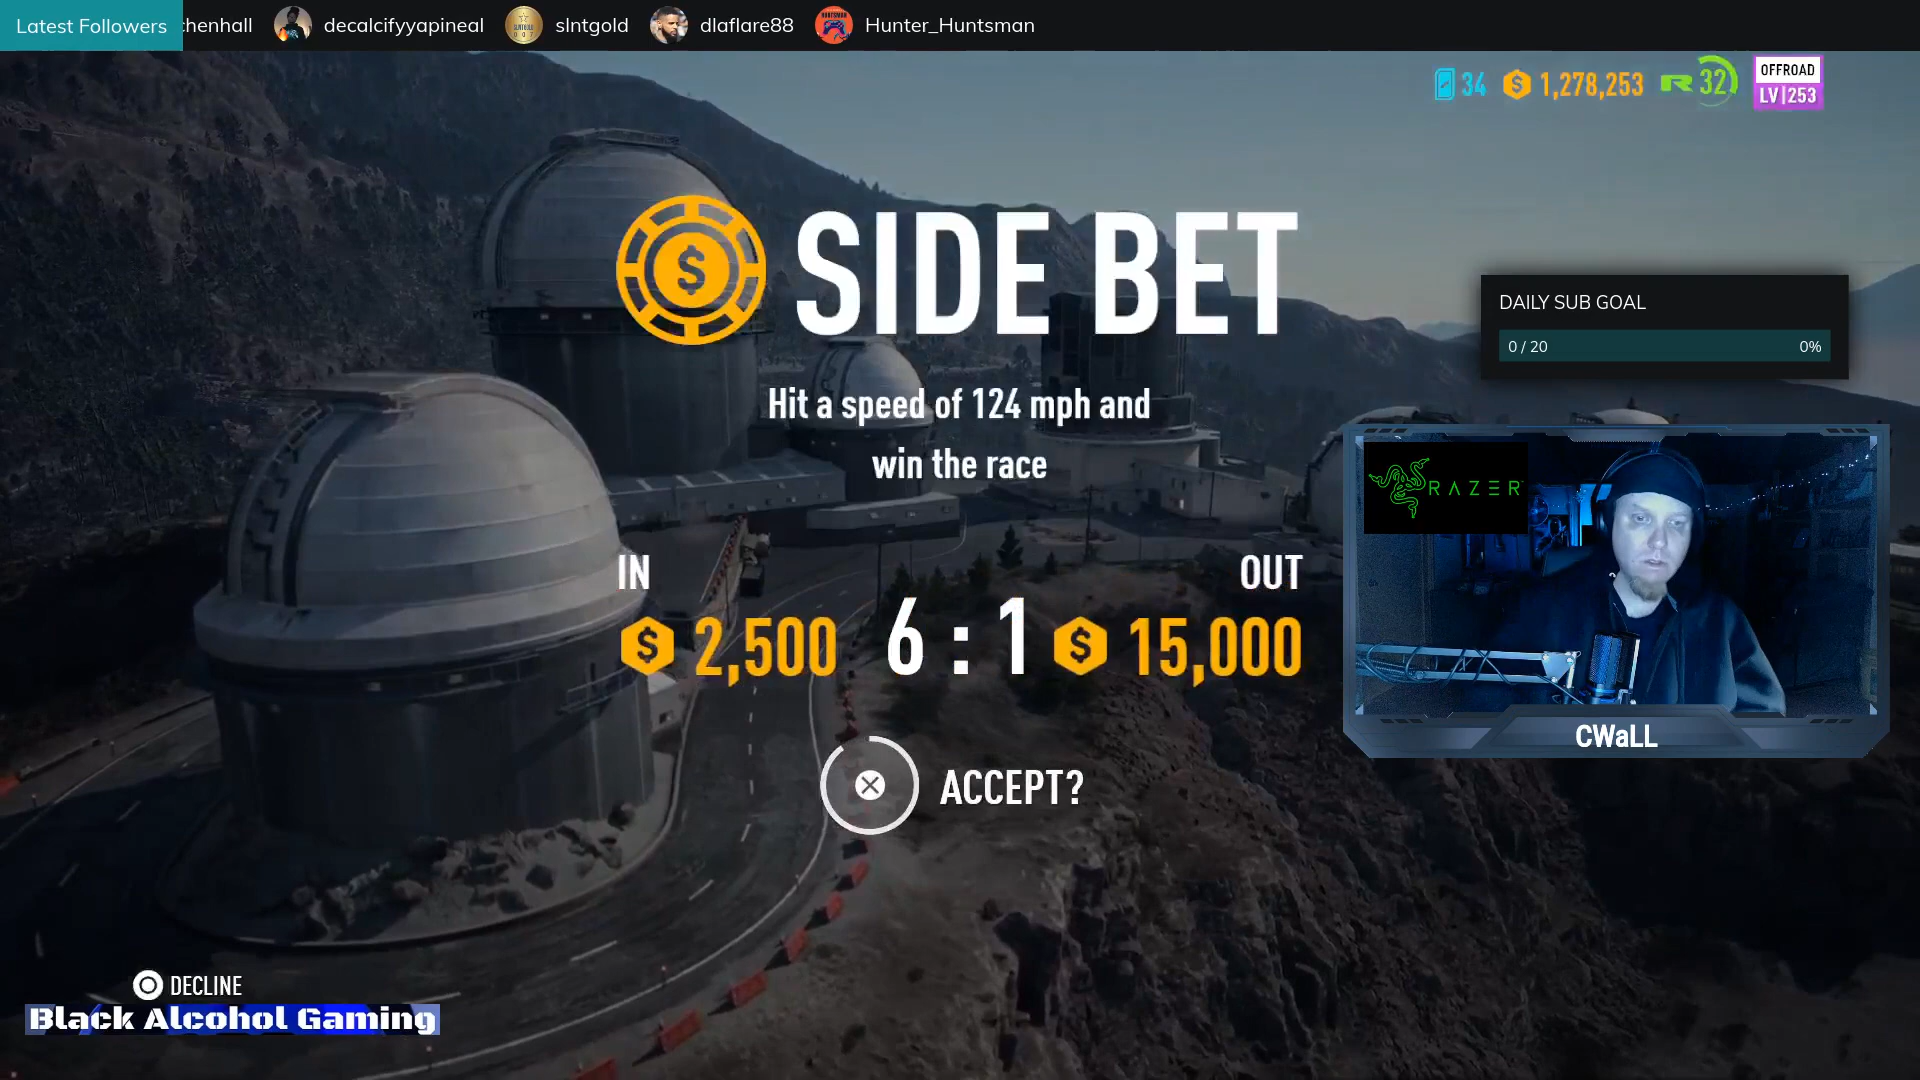 Latest Followers chenhall decalcifyyapineal slntgold dlaflare88 Hunter_Huntsman
34 1,278,253 R 32 OFFROAD
LV|253
SIDE BET
DAILY SUB GOAL
0 / 20 0%
Hit a speed of 124 mph and
win the race
RAZER
IN OUT
2,500 6 : 1 15,000
CWaLL
ACCEPT?
DECLINE
Black Alcohol Gaming